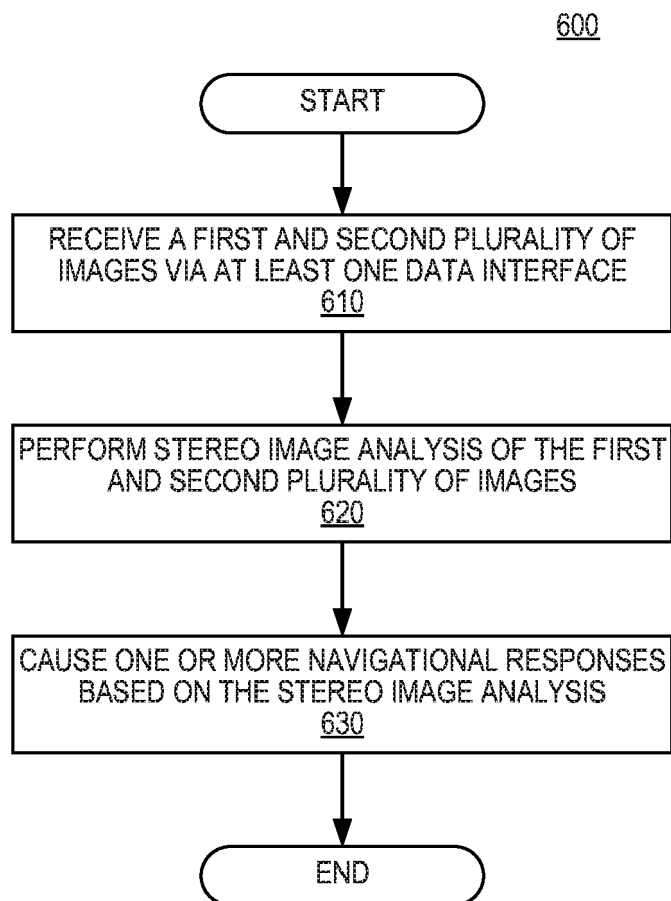 600
START
RECEIVE A FIRST AND SECOND PLURALITY OF
IMAGES VIA AT LEAST ONE DATA INTERFACE
610
PERFORM STEREO IMAGE ANALYSIS OF THE FIRST
AND SECOND PLURALITY OF IMAGES
620
CAUSE ONE OR MORE NAVIGATIONAL RESPONSES
BASED ON THE STEREO IMAGE ANALYSIS
630
END